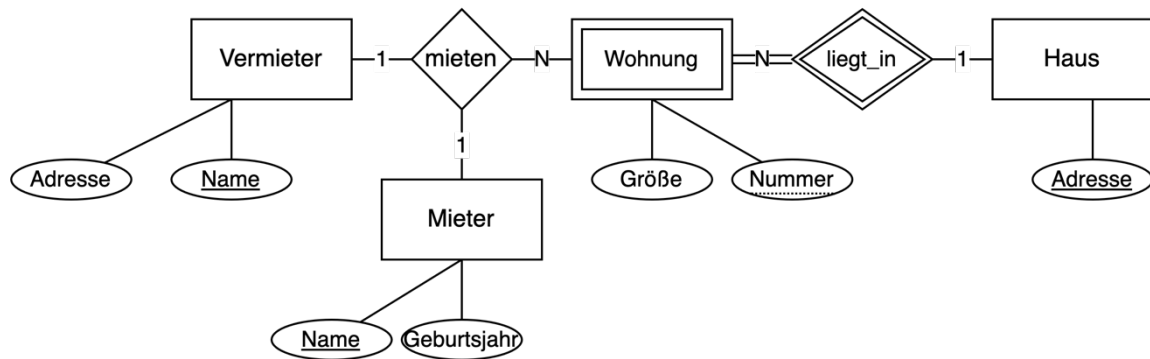 Vermieter
1
mieten
N
Wohnung
N
liegt_in
1
Haus
1
Adresse
Name
Größe
Nummer
Adresse
Mieter
Name
Geburtsjahr